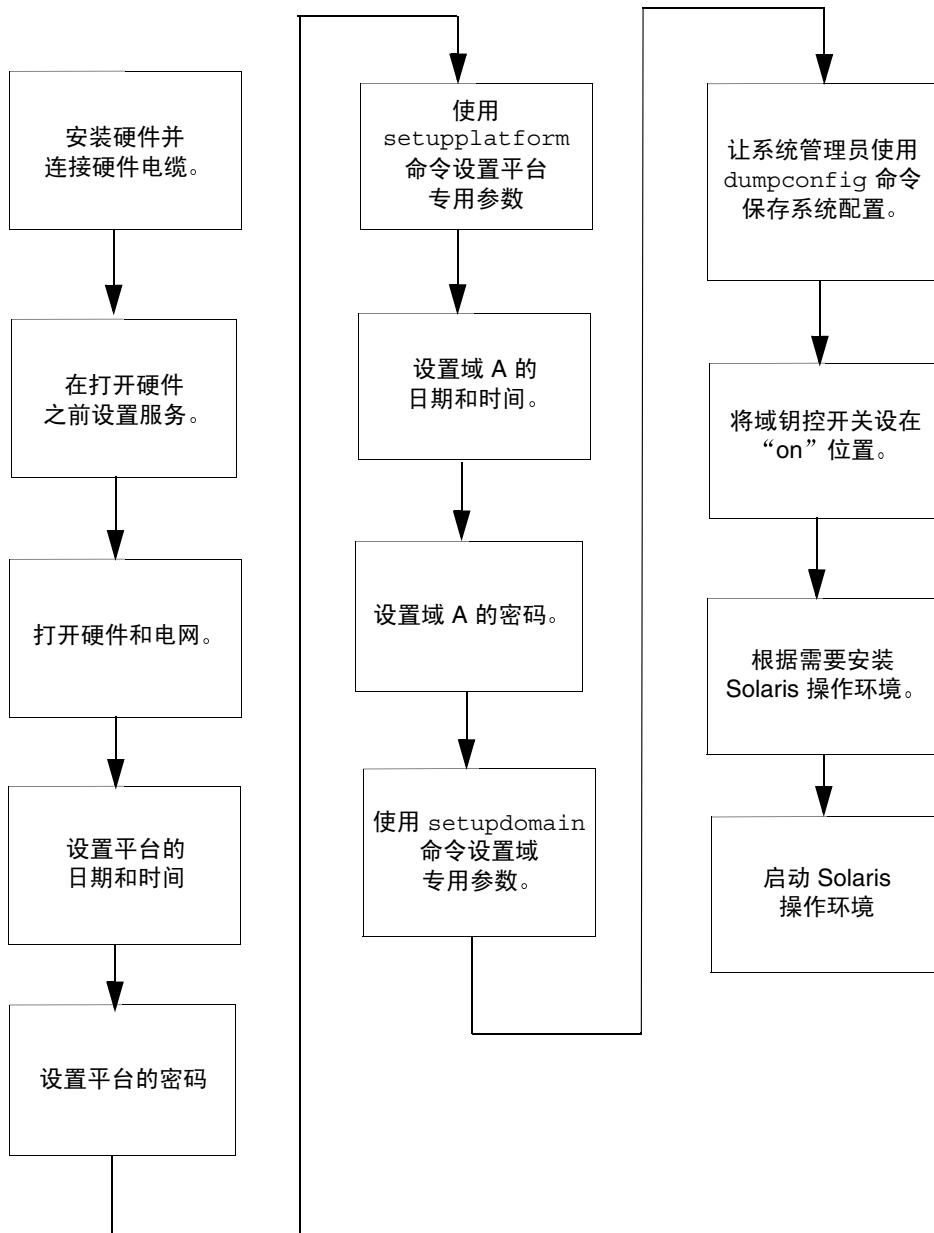 安装硬件并
连接硬件电缆。
在打开硬件
之前设置服务。
打开硬件和电网。
设置平台的
日期和时间
设置平台的密码
使用
setupplatform
命令设置平台
专用参数
设置域 A 的
日期和时间。
设置域 A 的密码。
使用 setupdomain
命令设置域
专用参数。
让系统管理员使用
dumpconfig 命令
保存系统配置。
将域钥控开关设在
“on”位置。
根据需要安装
Solaris 操作环境。
启动 Solaris
操作环境